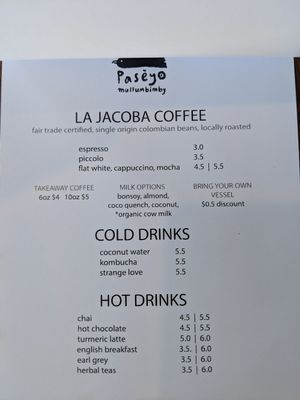 Pasēyo
mullunbimby
LA JACOBA COFFEE
fair trade certified, single origin colombian beans, locally roasted
espresso 3.0
piccolo 3.5
flat white, cappuccino, mocha 4.5 | 5.5
TAKEAWAY COFFEE
6oz $4 10oz $5
MILK OPTIONS
bonsoy, almond,
coco quench, coconut,
*organic cow milk
BRING YOUR OWN
VESSEL
$0.5 discount
COLD DRINKS
coconut water 5.5
kombucha 5.5
strange love 5.5
HOT DRINKS
chai 4.5 | 5.5
hot chocolate 4.5 | 5.5
turmeric latte 5.0 | 6.0
english breakfast 3.5. | 6.0
earl grey 3.5 | 6.0
herbal teas 3.5 | 6.0